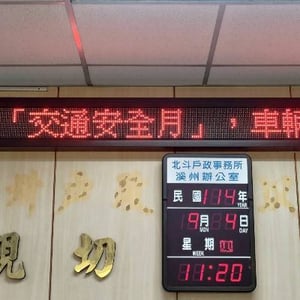 「交通安全月」，車輛
北斗戶政事務所
溪州辦公室
民國114年
YEAR
9月4日
MON DAY
星期四
WEEK
11:20
切